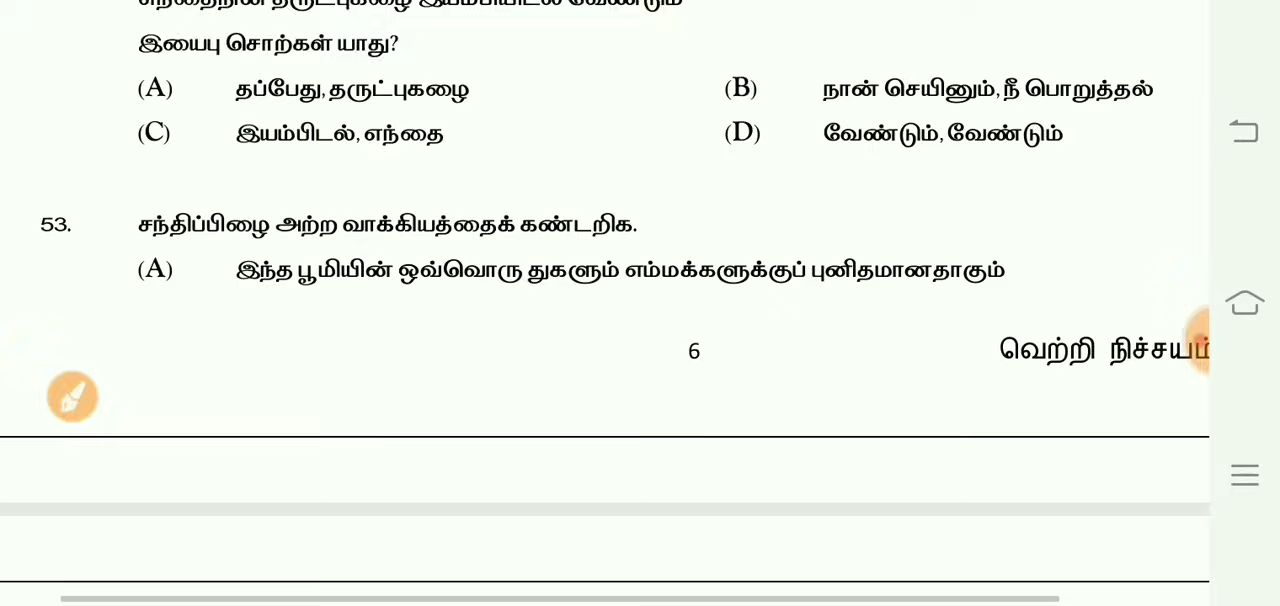 இயைபு சொற்கள் யாது?
(A) தப்பேது, தருட்புகழை (B) நான் செயினும், நீ பொறுத்தல்
(C) இயம்பிடல், எந்தை (D) வேண்டும், வேண்டும்
53. சந்திப்பிழை அற்ற வாக்கியத்தைக் கண்டறிக.
(A) இந்த பூமியின் ஒவ்வொரு துகளும் எம்மக்களுக்குப் புனிதமானதாகும்
6 வெற்றி நிச்சயம்